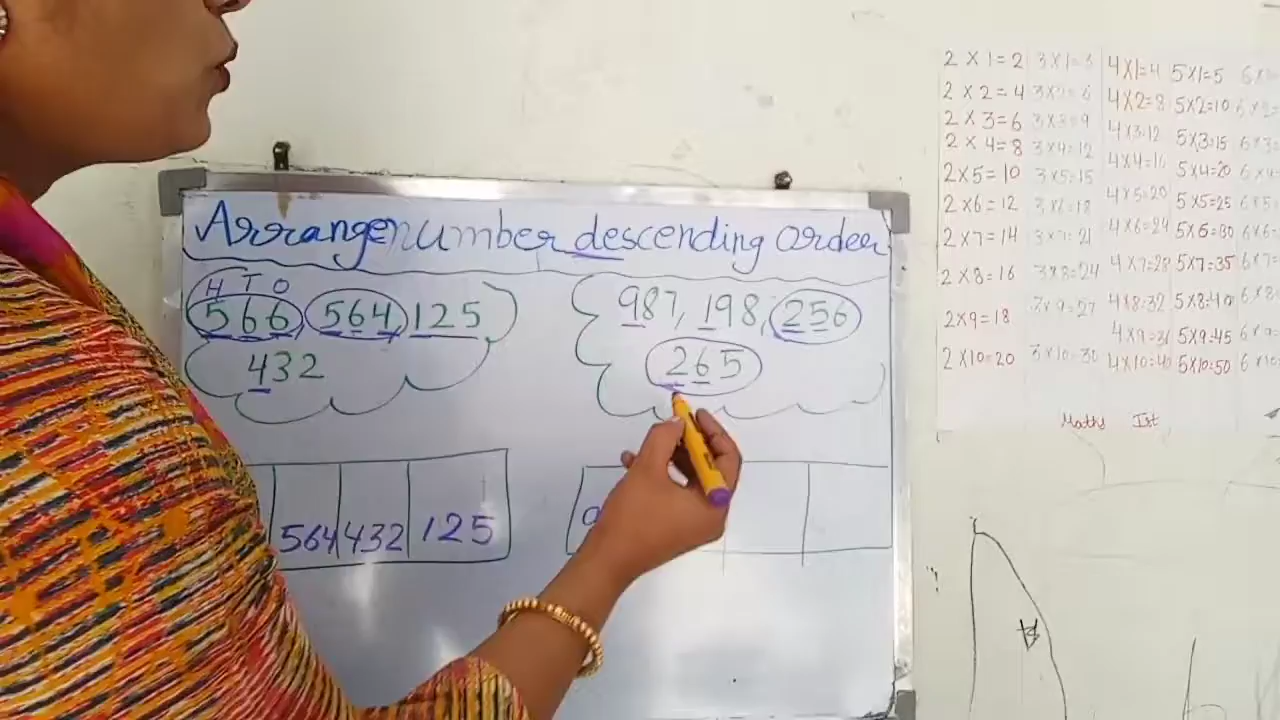 Arrange number descending order
H T O
566 564 125
432
564 432 125
987, 198, 256
265
9
2 X 1 = 2
2 X 2 = 4
2 X 3 = 6
2 X 4 = 8
2 X 5 = 10
2 X 6 = 12
2 X 7 = 14
2 X 8 = 16
2 X 9 = 18
2 X 10 = 20
3 X 1 = 3
3 X 2 = 6
3 X 3 = 9
3 X 4 = 12
3 X 5 = 15
3 X 6 = 18
3 X 7 = 21
3 X 8 = 24
3 X 9 = 27
3 X 10 = 30
4 X 1 = 4
4 X 2 = 8
4 X 3 = 12
4 X 4 = 16
4 X 5 = 20
4 X 6 = 24
4 X 7 = 28
4 X 8 = 32
4 X 9 = 36
4 X 10 = 40
5 X 1 = 5
5 X 2 = 10
5 X 3 = 15
5 X 4 = 20
5 X 5 = 25
5 X 6 = 30
5 X 7 = 35
5 X 8 = 40
5 X 9 = 45
5 X 10 = 50
Maths Ist